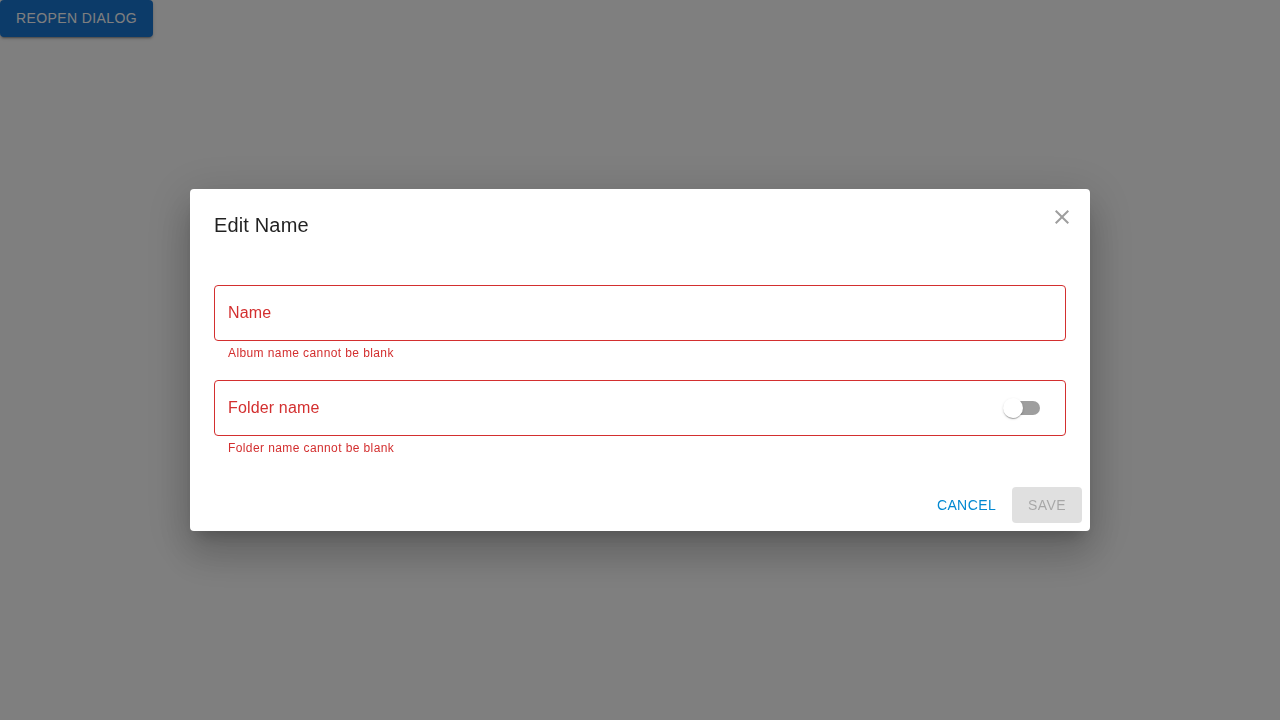 REOPEN DIALOG
Edit Name
Name
Album name cannot be blank
Folder name
Folder name cannot be blank
CANCEL
SAVE